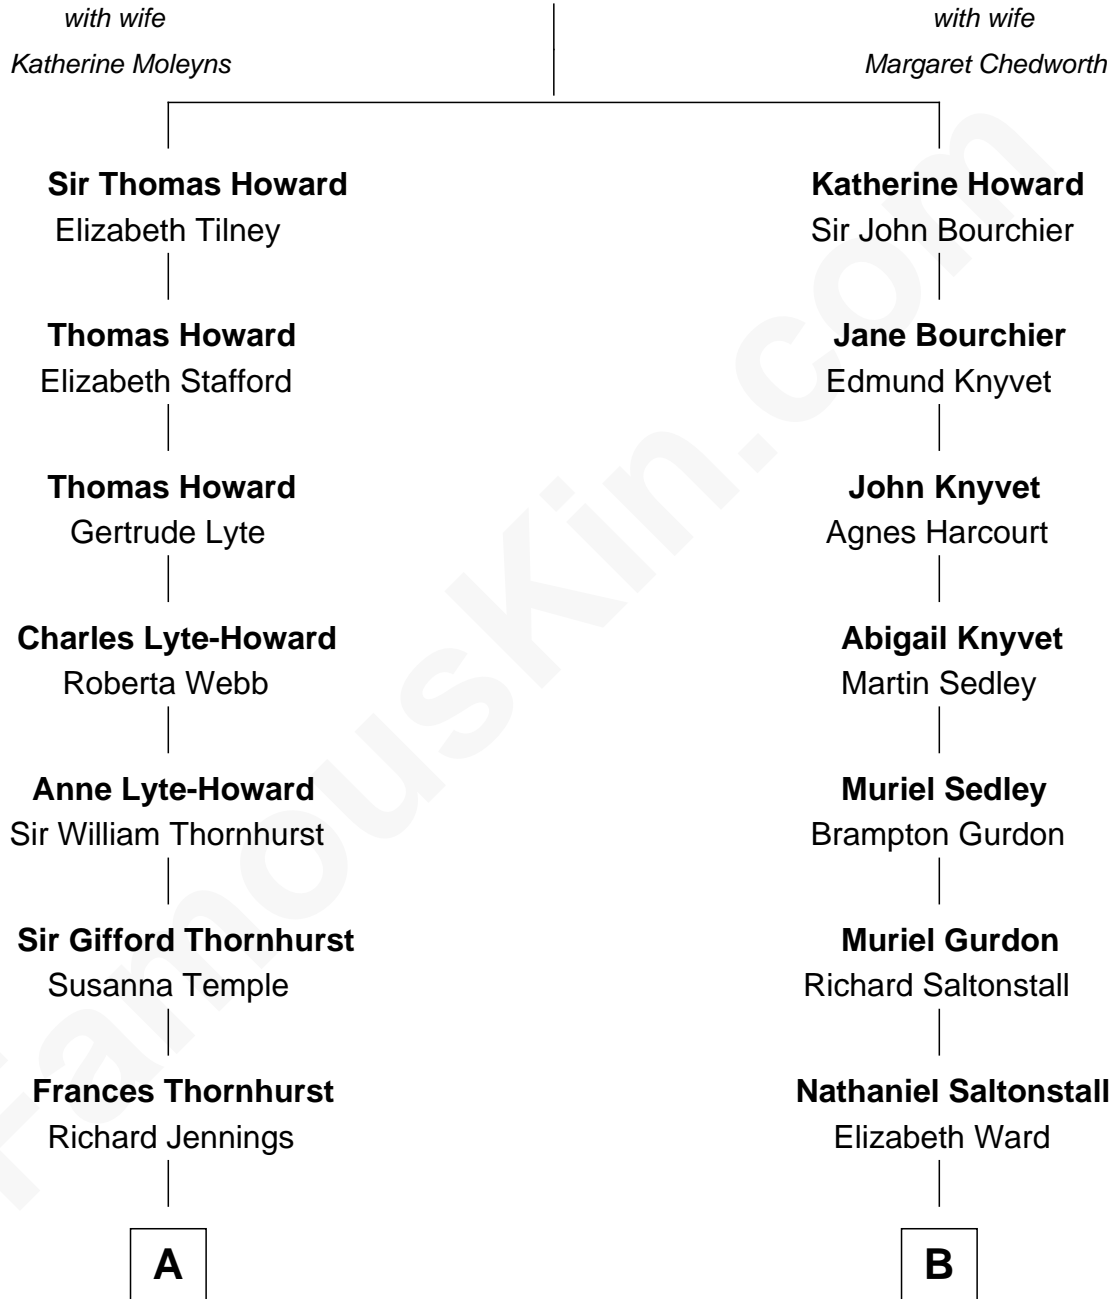 with wife
Katherine Moleyns
with wife
Margaret Chedworth
Sir Thomas Howard
Elizabeth Tilney
Katherine Howard
Sir John Bourchier
Thomas Howard
Elizabeth Stafford
Jane Bourchier
Edmund Knyvet
Thomas Howard
Gertrude Lyte
John Knyvet
Agnes Harcourt
Charles Lyte-Howard
Roberta Webb
Abigail Knyvet
Martin Sedley
Anne Lyte-Howard
Sir William Thornhurst
Muriel Sedley
Brampton Gurdon
Sir Gifford Thornhurst
Susanna Temple
Muriel Gurdon
Richard Saltonstall
Frances Thornhurst
Richard Jennings
Nathaniel Saltonstall
Elizabeth Ward
A
B
FamousKin.com